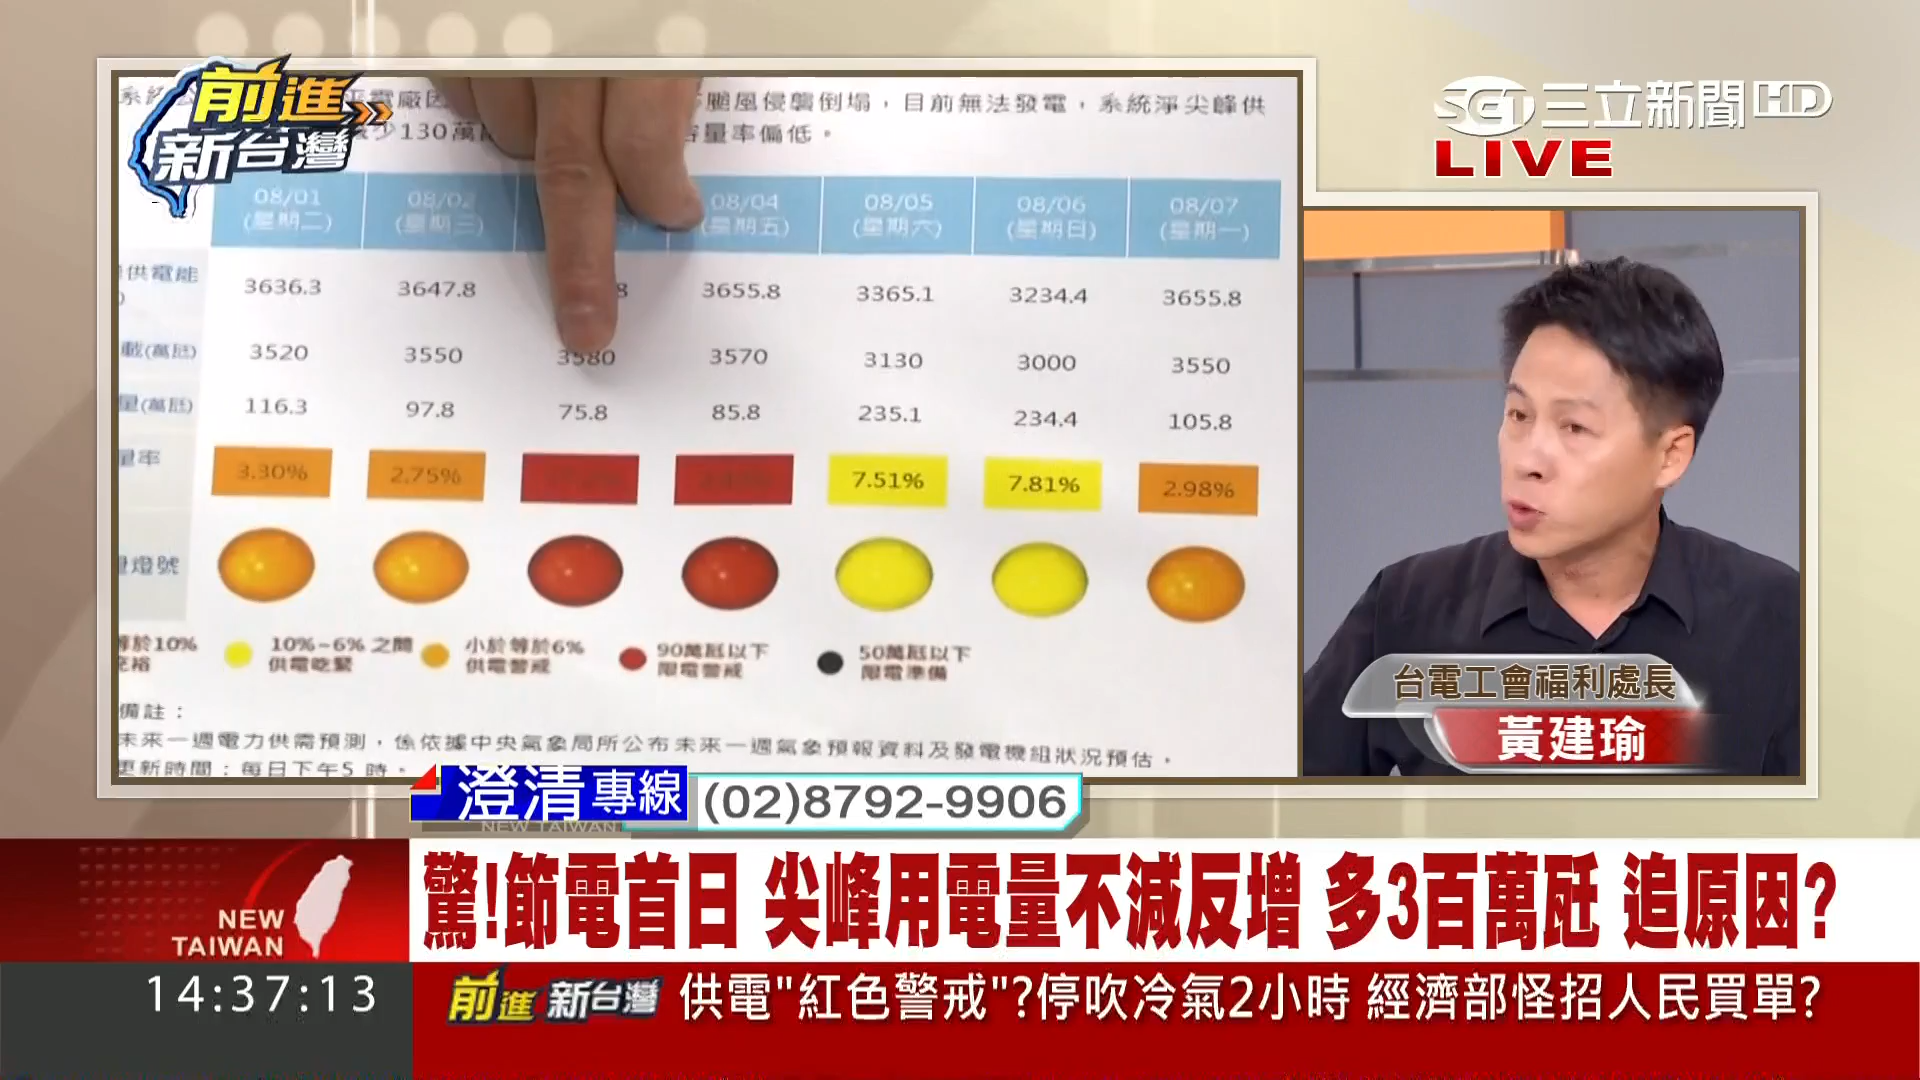 前進
新台灣
颱風侵襲倒塌，目前無法發電，系統淨尖峰供
少130萬
容量率偏低。
08/01 08/02 08/04 08/05 08/06 08/07
(星期二) (星期三) (星期五) (星期六) (星期日) (星期一)
供電能
3636.3 3647.8 8 3655.8 3365.1 3234.4 3655.8
載(萬瓩) 3520 3550 3580 3570 3130 3000 3550
量(萬瓩) 116.3 97.8 75.8 85.8 235.1 234.4 105.8
量率 3.30% 2.75% 7.51% 7.81% 2.98%
燈號
等於10% 10%~6% 之間 小於等於6% 90萬瓩以下 50萬瓩以下
充裕 供電吃緊 供電警戒 限電警戒 限電準備
備註：
未來一週電力供需預測，係依據中央氣象局所公布未來一週氣象預報資料及發電機組狀況預估。
更新時間：每日下午5時。
SET三立新聞HD
LIVE
台電工會福利處長
黃建瑜
澄清專線 (02)8792-9906
NEW TAIWAN
驚!節電首日 尖峰用電量不減反增 多3百萬瓩 追原因?
NEW
TAIWAN
14:37:13
前進新台灣 供電"紅色警戒"?停吹冷氣2小時 經濟部怪招人民買單?